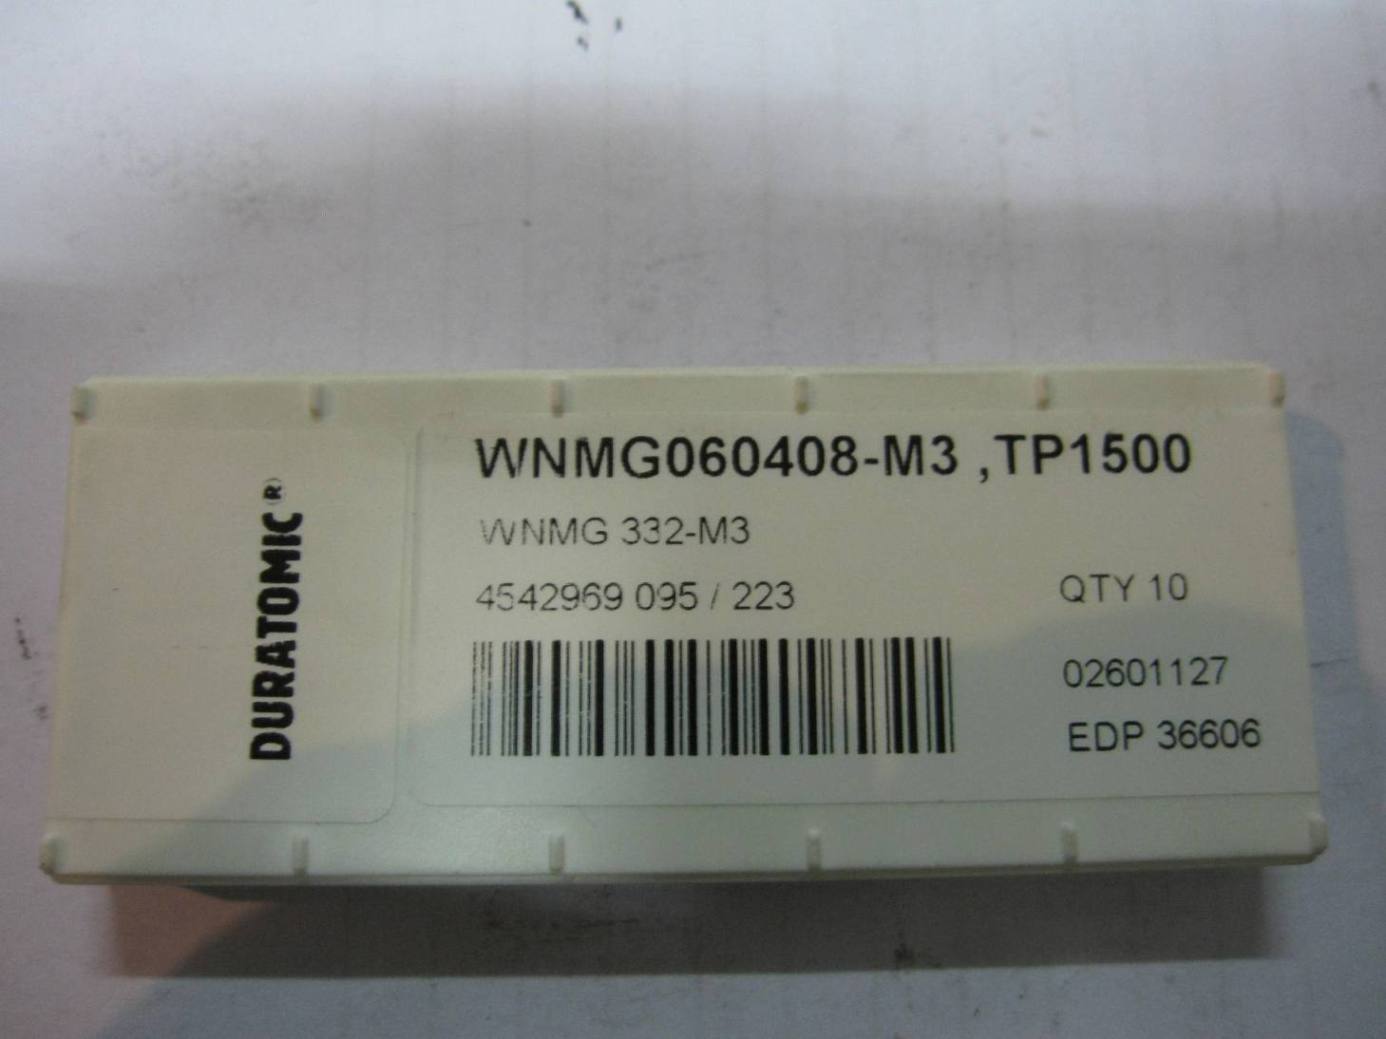 DURATOMIC(R)
WNMG060408-M3 ,TP1500
WNMG 332-M3
4542969 095 / 223
QTY 10
02601127
EDP 36606